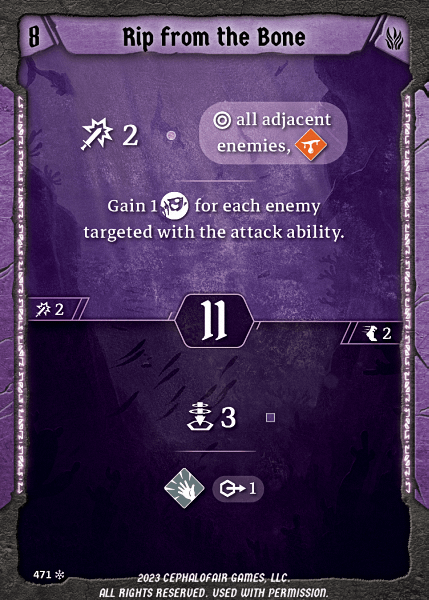 8
Rip from the Bone
2
all adjacent
enemies,
Gain 1 for each enemy
targeted with the attack ability.
2
11
2
3
1
471
2023 CEPHALOFAIR GAMES, LLC.
ALL RIGHTS RESERVED. USED WITH PERMISSION.